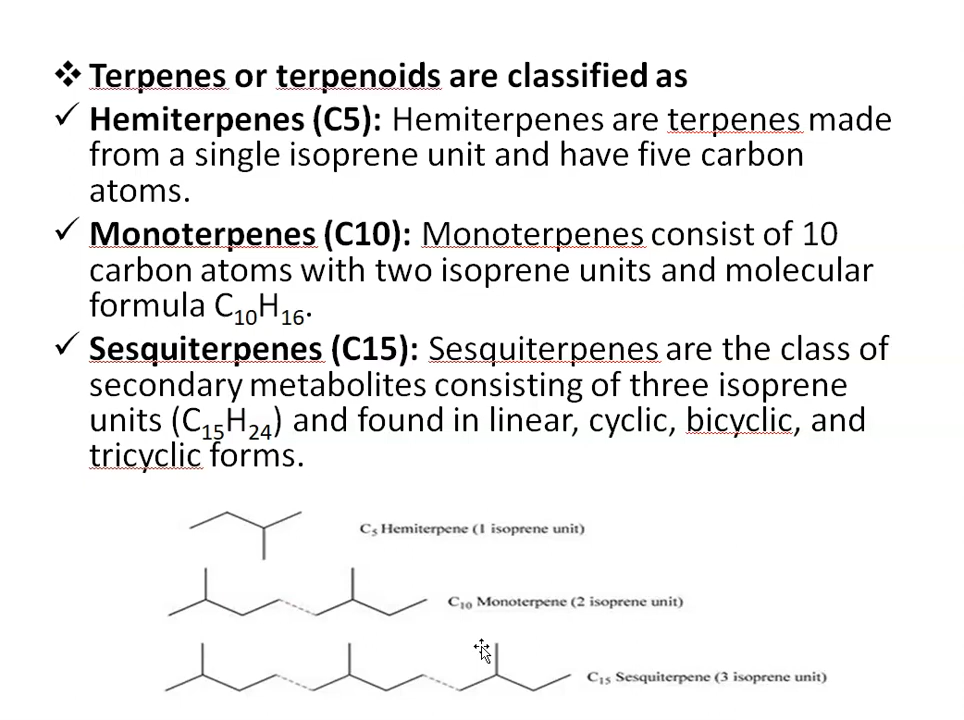 ❖ Terpenes or terpenoids are classified as
✓ Hemiterpenes (C5): Hemiterpenes are terpenes made
from a single isoprene unit and have five carbon
atoms.
✓ Monoterpenes (C10): Monoterpenes consist of 10
carbon atoms with two isoprene units and molecular
formula C₁₀H₁₆.
✓ Sesquiterpenes (C15): Sesquiterpenes are the class of
secondary metabolites consisting of three isoprene
units (C₁₅H₂₄) and found in linear, cyclic, bicyclic, and
tricyclic forms.
C₅ Hemiterpene (1 isoprene unit)
C₁₀ Monoterpene (2 isoprene unit)
C₁₅ Sesquiterpene (3 isoprene unit)